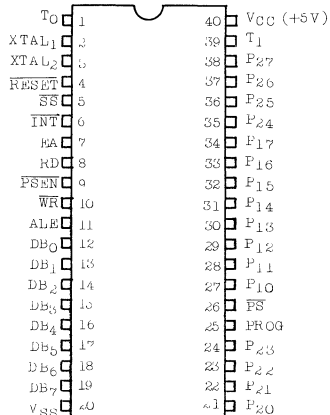 T0 1 40 VCC (+5V)
XTAL1 2 39 T1
XTAL2 3 38 P27
RESET 4 37 P26
SS 5 36 P25
INT 6 35 P24
EA 7 34 P17
RD 8 33 P16
PSEN 9 32 P15
WR 10 31 P14
ALE 11 30 P13
DB0 12 29 P12
DB1 13 28 P11
DB2 14 27 P10
DB3 15 26 PS
DB4 16 25 PROG
DB5 17 24 P23
DB6 18 23 P22
DB7 19 22 P21
VSS 20 21 P20